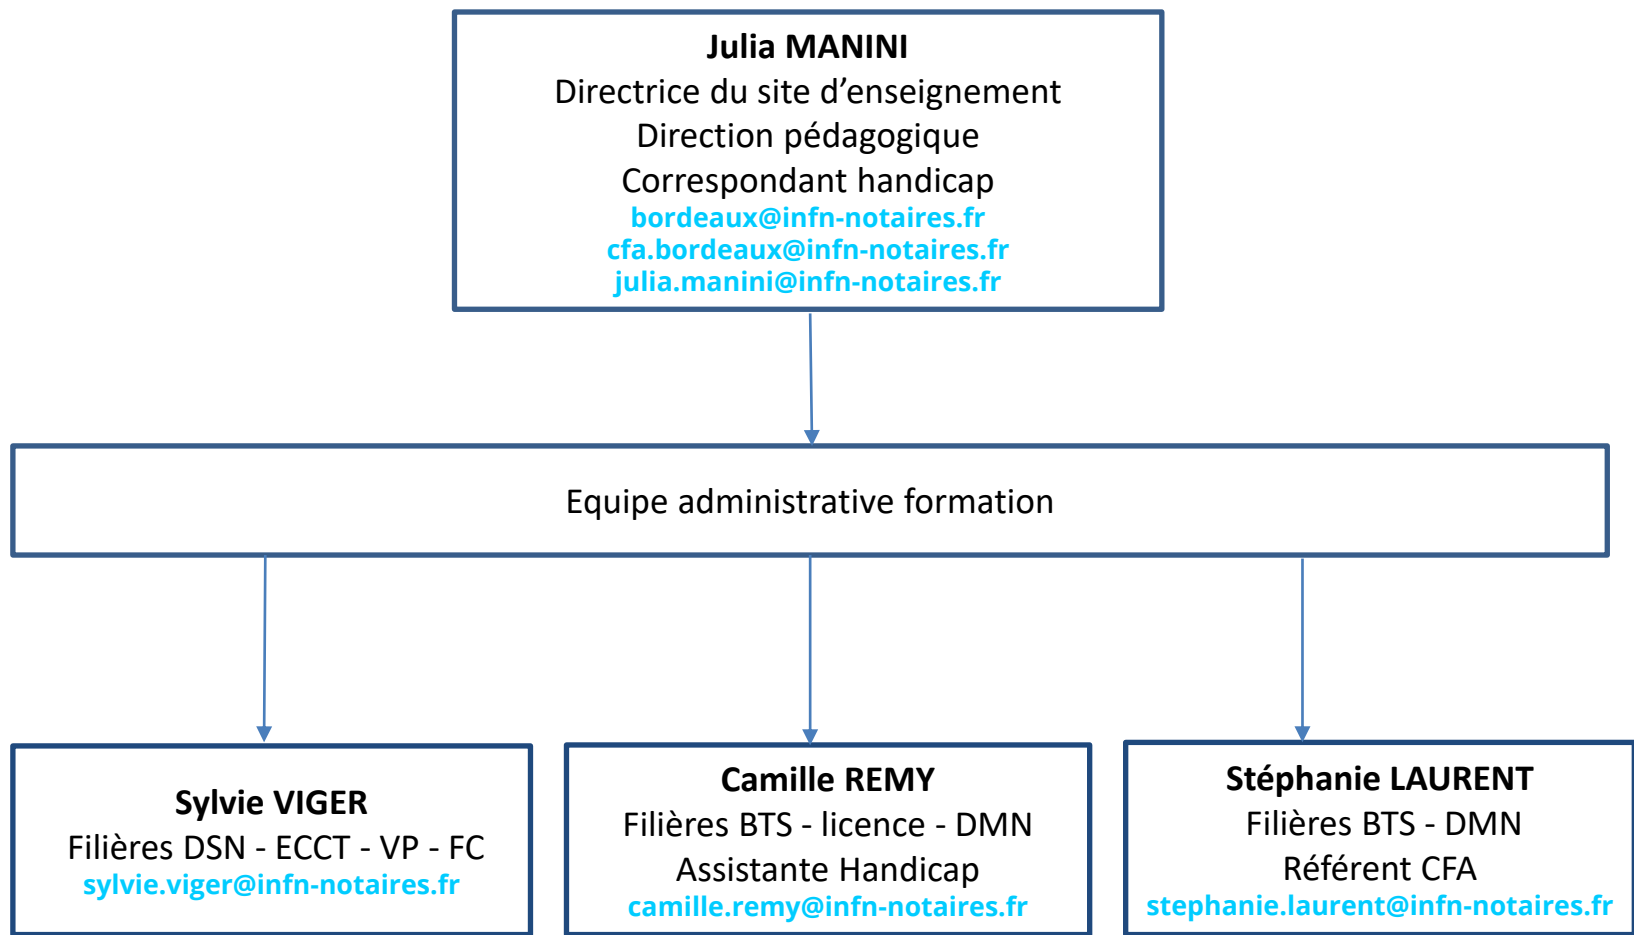 Julia MANINI
Directrice du site d’enseignement
Direction pédagogique
Correspondant handicap
bordeaux@infn-notaires.fr
cfa.bordeaux@infn-notaires.fr
julia.manini@infn-notaires.fr
Equipe administrative formation
Sylvie VIGER
Filières DSN - ECCT - VP - FC
sylvie.viger@infn-notaires.fr
Camille REMY
Filières BTS - licence - DMN
Assistante Handicap
camille.remy@infn-notaires.fr
Stéphanie LAURENT
Filières BTS - DMN
Référent CFA
stephanie.laurent@infn-notaires.fr